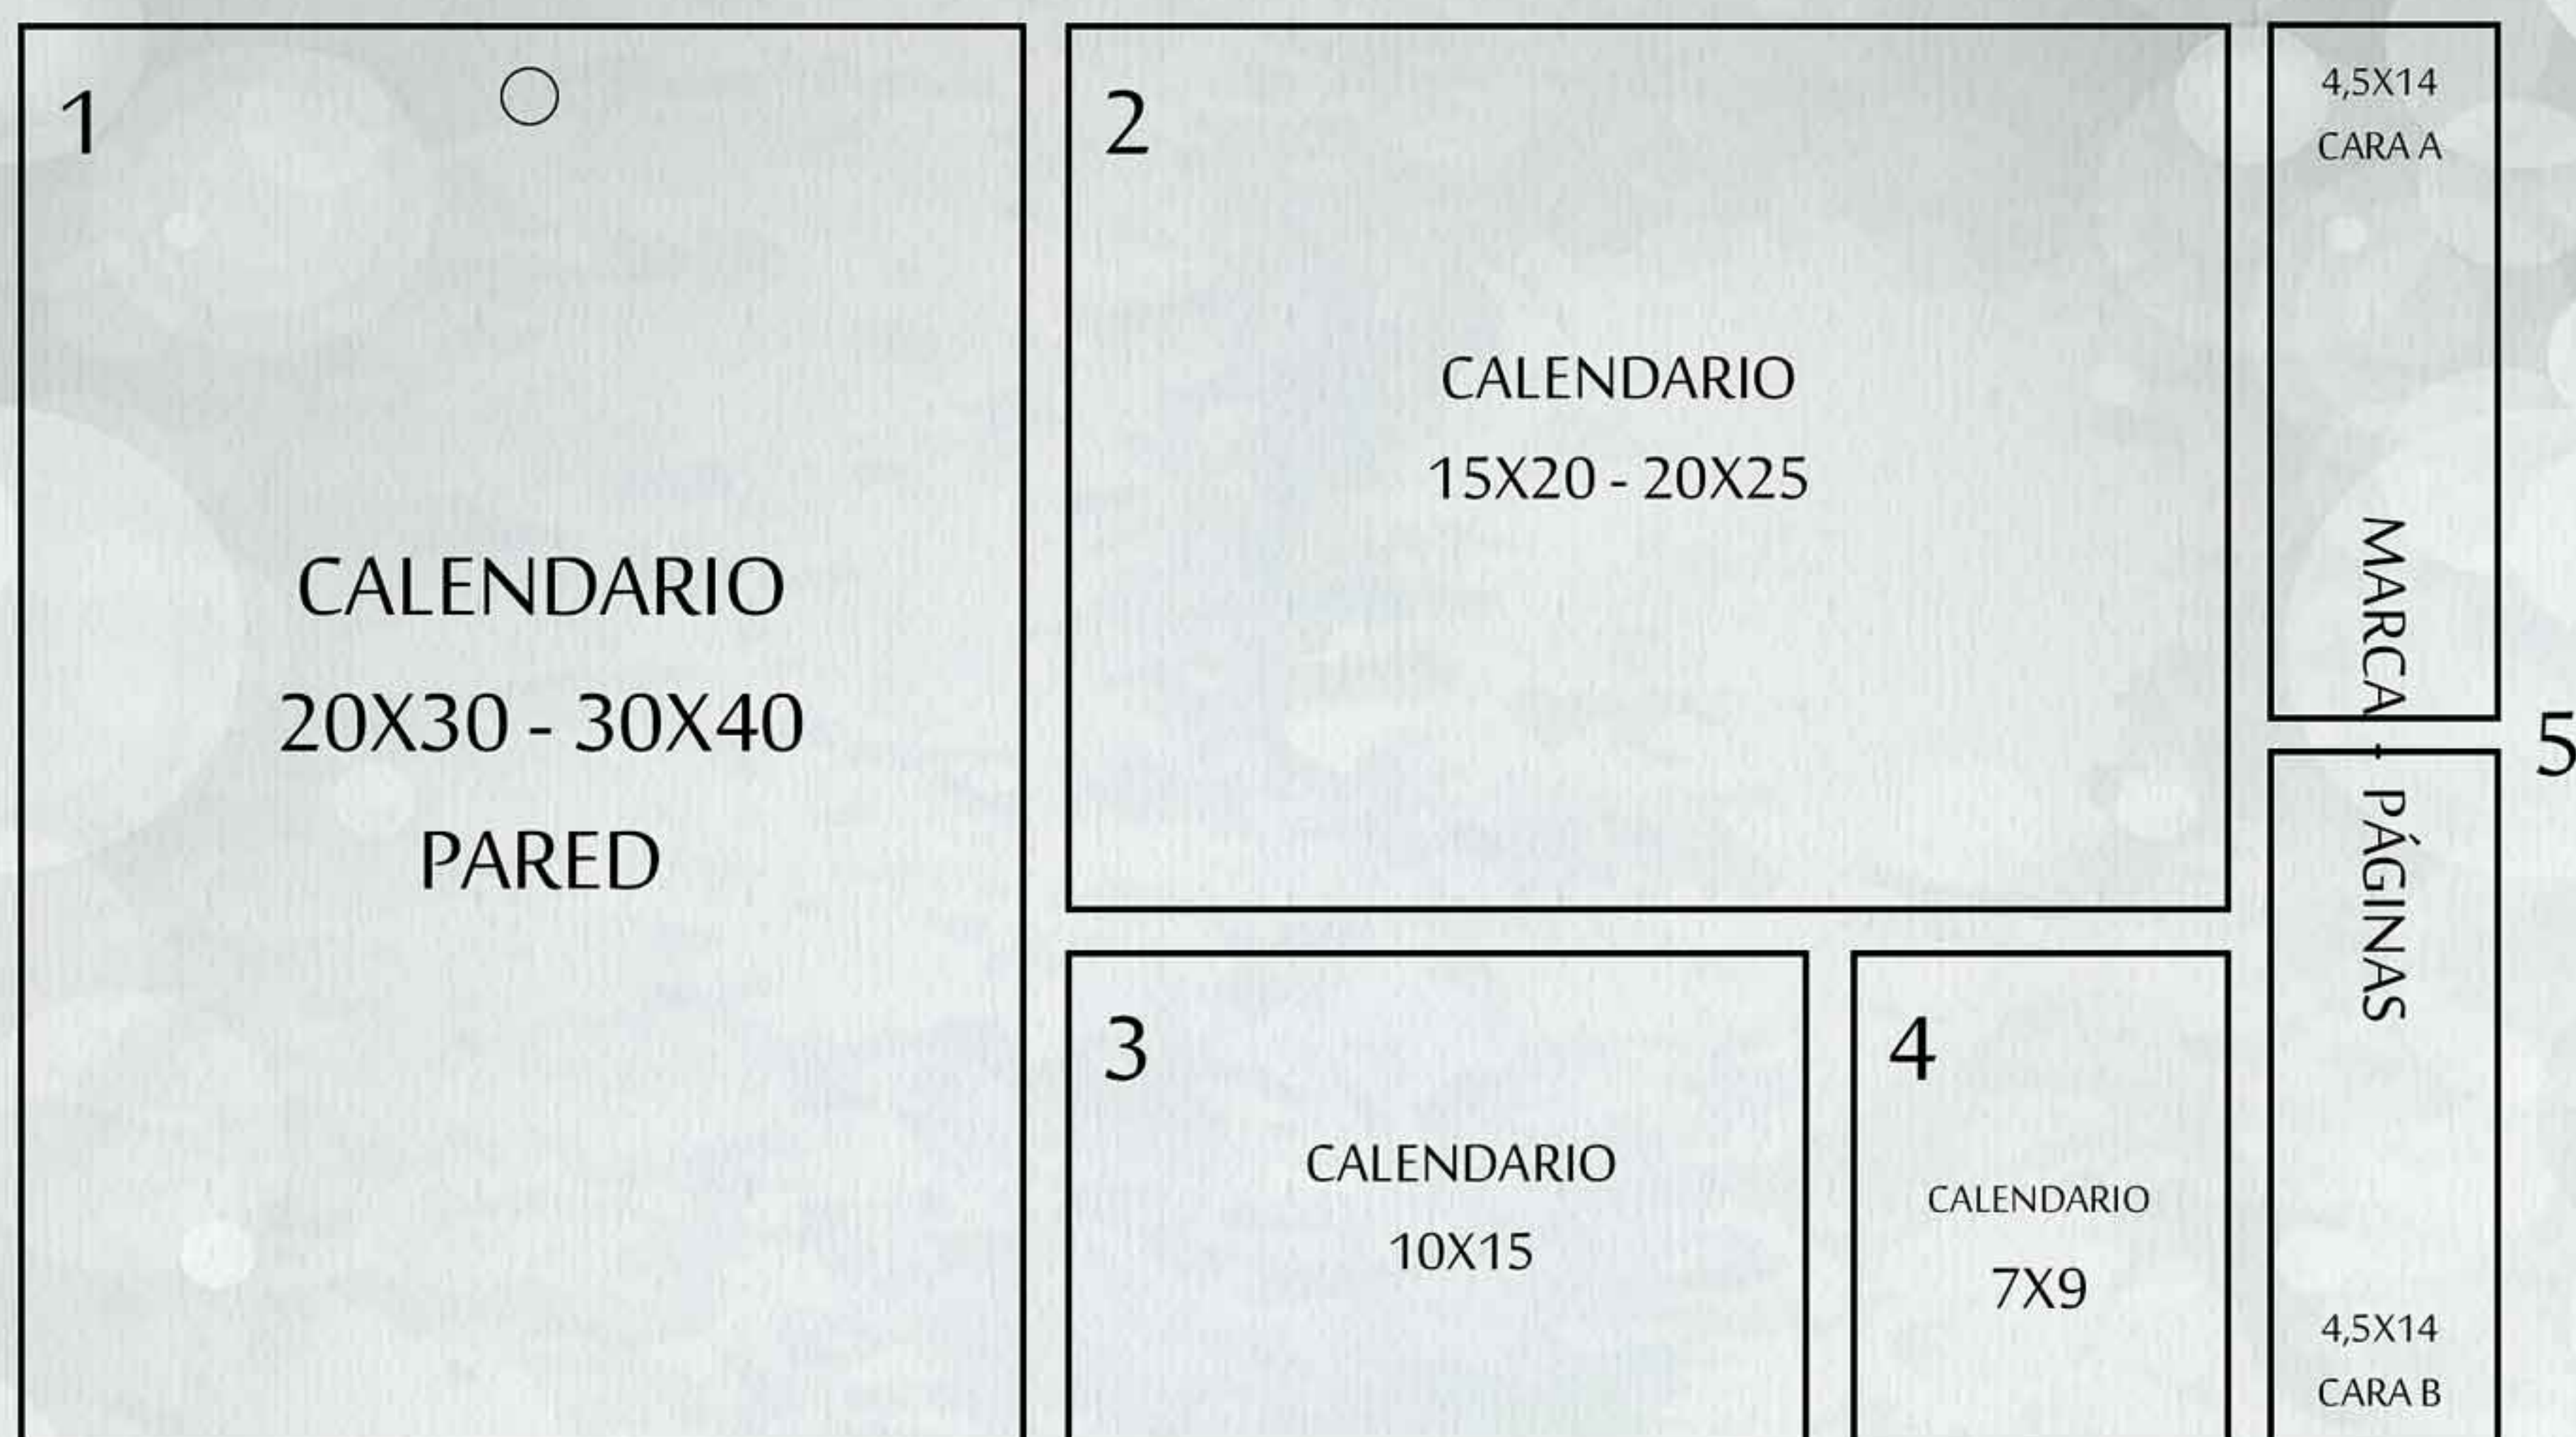 1
CALENDARIO
20X30 - 30X40
PARED
2
CALENDARIO
15X20 - 20X25
3
CALENDARIO
10X15
4
CALENDARIO
7X9
4,5X14
CARA A
MARCA - PÁGINAS
4,5X14
CARA B
5